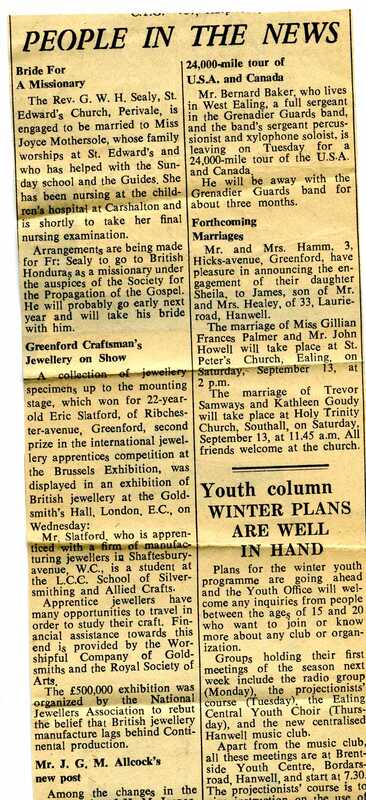 PEOPLE IN THE NEWS
Bride For
A Missionary
The Rev. G. W. H. Sealy, St.
Edward's Church, Perivale, is
engaged to be married to Miss
Joyce Mothersole, whose family
worships at St. Edward's and
who has helped with the Sun-
day school and the Guides. She
has been nursing at the child-
ren's hospital at Carshalton and
is shortly to take her final
nursing examination.
Arrangements are being made
for Fr. Sealy to go to British
Honduras as a missionary under
the auspices of the Society for
the Propagation of the Gospel.
He will probably go early next
year and will take his bride
with him.
Greenford Craftsman's
Jewellery on Show
A collection of jewellery
specimens up to the mounting
stage, which won for 22-year-
old Eric Slatford, of Ribches-
ter-avenue, Greenford, second
prize in the international jewel-
lery apprentices competition at
the Brussels Exhibition, was
displayed in an exhibition of
British jewellery at the Gold-
smith's Hall, London, E.C., on
Wednesday.
Mr. Slatford, who is appren-
ticed with a firm of manufac-
turing jewellers in Shaftesbury-
avenue, W.C., is a student at
the L.C.C. School of Silver-
smithing and Allied Crafts.
Apprentice jewellers have
many opportunities to travel in
order to study their craft. Fin-
ancial assistance towards this
end is provided by the Wor-
shipful Company of Gold-
smiths and the Royal Society of
Arts.
The £500,000 exhibition was
organized by the National
Jewellers Association to rebut
the belief that British jewellery
manufacture lags behind Conti-
nental production.
Mr. J. G. M. Allcock's
new post
Among the changes in the
24,000-mile tour of
U.S.A. and Canada
Mr. Bernard Baker, who lives
in West Ealing, a full sergeant
in the Grenadier Guards band,
and the band's sergeant percus-
sionist and xylophone soloist, is
leaving on Tuesday for a
24,000-mile tour of the U.S.A.
and Canada.
He will be away with the
Grenadier Guards band for
about three months.
Forthcoming
Marriages
Mr. and Mrs. Hamm, 3,
Hicks-avenue, Greenford, have
pleasure in announcing the en-
gagement of their daughter
Sheila, to James, son of Mr.
and Mrs. Healey, of 33, Laurie-
road, Hanwell.
The marriage of Miss Gillian
Frances Palmer and Mr. John
Howell will take place at St.
Peter's Church, Ealing, on
Saturday, September 13, at
2 p.m.
The marriage of Trevor
Samways and Kathleen Goudy
will take place at Holy Trinity
Church, Southall, on Saturday,
September 13, at 11.45 a.m. All
friends welcome at the church.
Youth column
WINTER PLANS
ARE WELL
IN HAND
Plans for the winter youth
programme are going ahead
and the Youth Office will wel-
come any inquiries from people
between the ages of 15 and 20
who want to join or know
more about any club or organ-
ization.
Groups holding their first
meetings of the season next
week include the radio group
(Monday), the projectionists'
course (Tuesday), the Ealing
Central Youth Choir (Thurs-
day), and the new centralised
Hanwell music club.
Apart from the music club,
all these meetings are at Brent-
side Youth Centre, Bordars-
road, Hanwell, and start at 7.30.
The projectionists' course is to